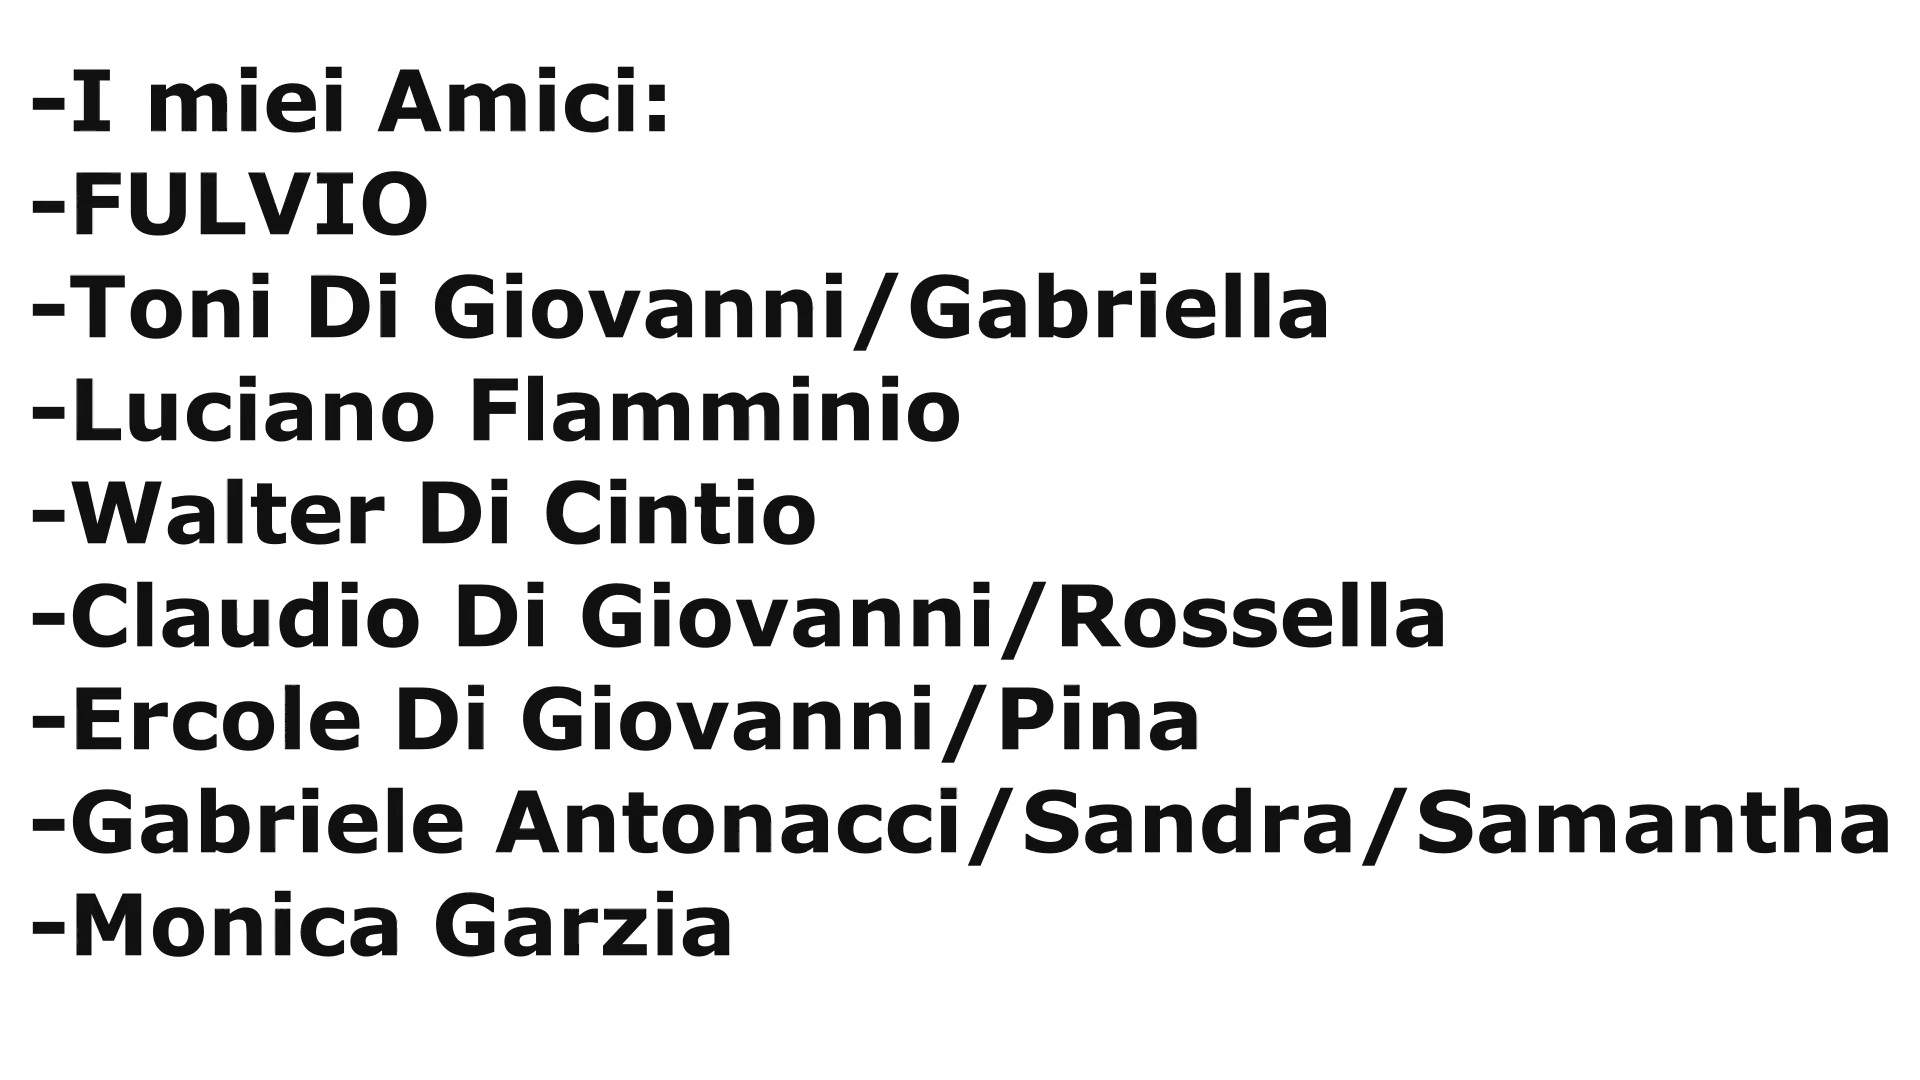 -I miei Amici:
-FULVIO
-Toni Di Giovanni/Gabriella
-Luciano Flamminio
-Walter Di Cintio
-Claudio Di Giovanni/Rossella
-Ercole Di Giovanni/Pina
-Gabriele Antonacci/Sandra/Samantha
-Monica Garzia